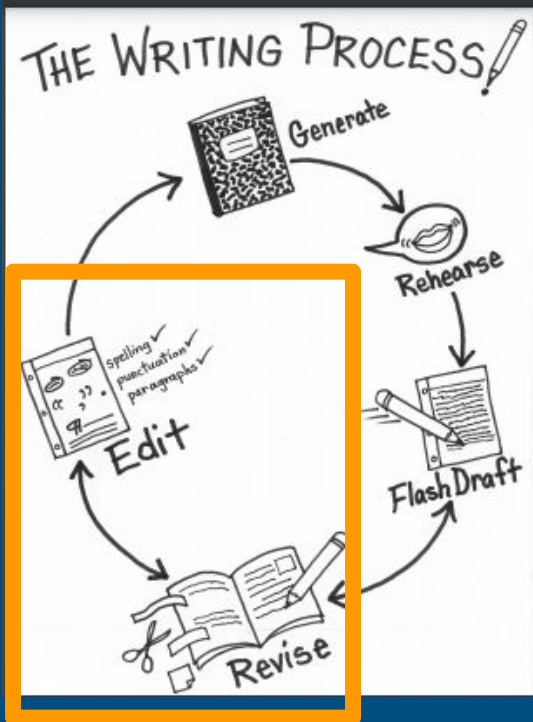 THE WRITING PROCESS!
Generate
Rehearse
Flash Draft
Revise
Edit
spelling ✓
punctuation ✓
paragraphs ✓